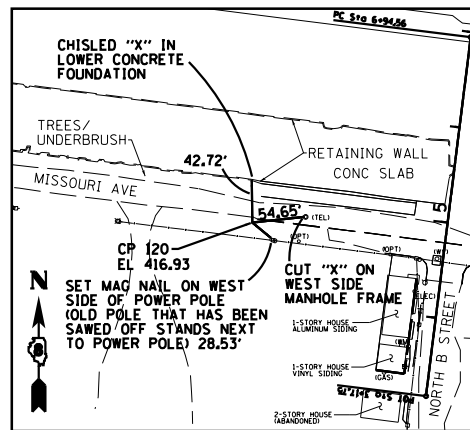 PC Sta 6+94.56
CHISLED "X" IN
LOWER CONCRETE
FOUNDATION
TREES/
UNDERBRUSH
42.72'
RETAINING WALL
CONC SLAB
MISSOURI AVE
54.65'
(TEL)
5
(OPT)
CP 120
EL 416.93
(OPT)
CUT "X" ON
WEST SIDE
MANHOLE FRAME
N
SET MAG NAIL ON WEST
SIDE OF POWER POLE
(OLD POLE THAT HAS BEEN
SAWED OFF STANDS NEXT
TO POWER POLE) 28.53'
(ELEC)
1-STORY HOUSE
ALUMINUM SIDING
1-STORY HOUSE
VINYL SIDING
(GAS)
NORTH B STREET
2-STORY HOUSE
(ABANDONED)